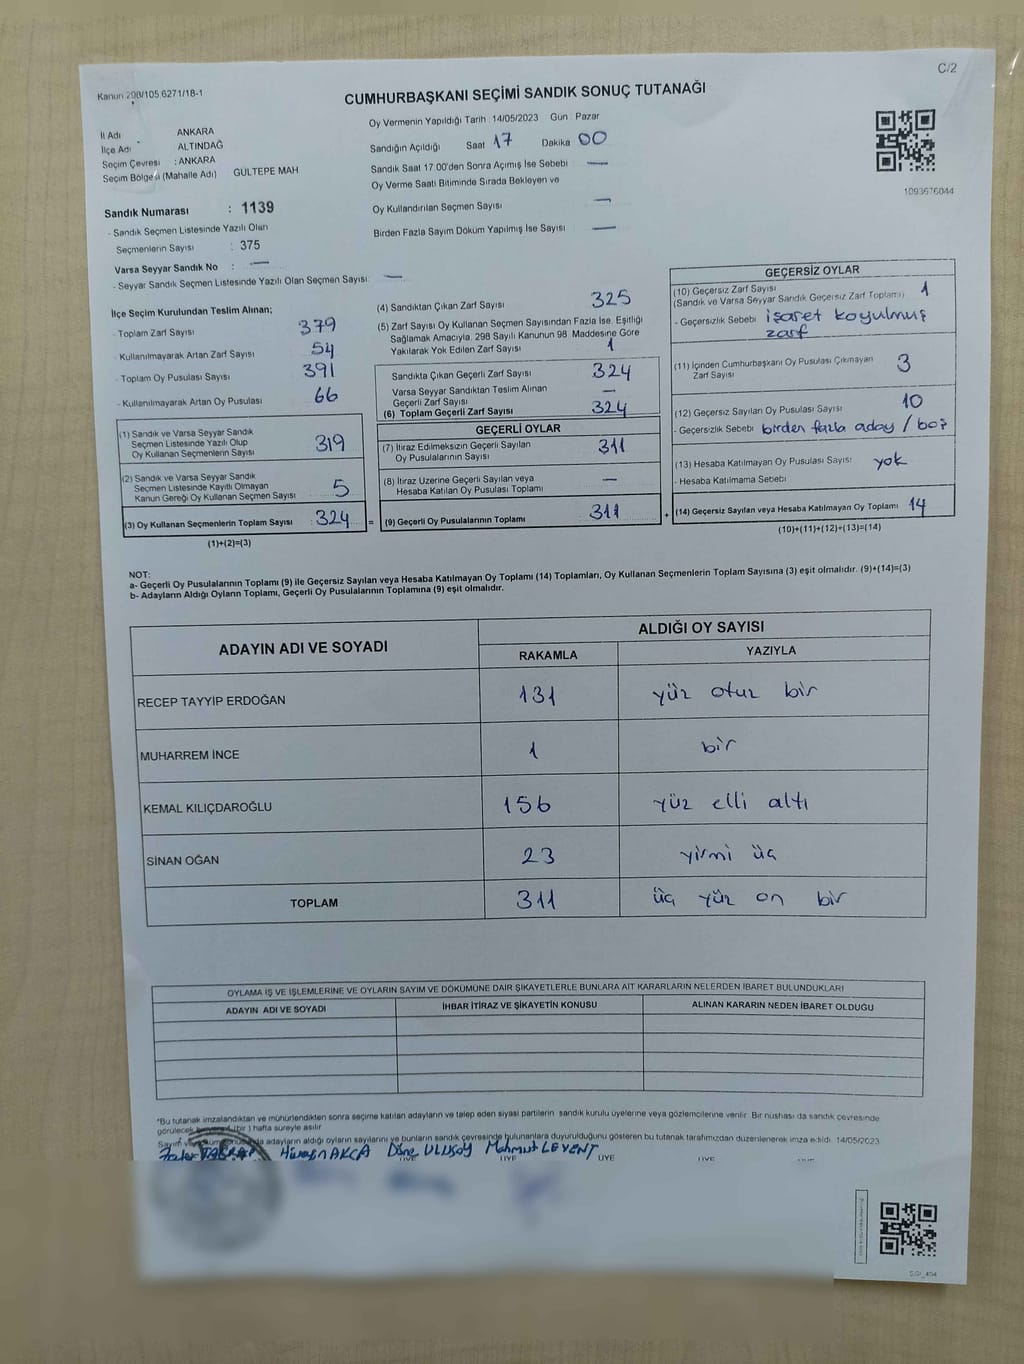 C/2
Kanun 298/105 6271/18-1
CUMHURBAŞKANI SEÇİMİ SANDIK SONUÇ TUTANAĞI
İl Adı ANKARA
İlçe Adı ALTINDAĞ
Seçim Çevresi : ANKARA
Seçim Bölgesi (Mahalle Adı) GÜLTEPE MAH
Sandık Numarası : 1139
- Sandık Seçmen Listesinde Yazılı Olan
Seçmenlerin Sayısı : 375
Varsa Seyyar Sandık No : —
- Seyyar Sandık Seçmen Listesinde Yazılı Olan Seçmen Sayısı: —
Oy Vermenin Yapıldığı Tarih 14/05/2023 Gün Pazar
Sandığın Açıldığı Saat 17 Dakika 00
Sandık Saat 17.00'den Sonra Açımış İse Sebebi —
Oy Verme Saati Bitiminde Sırada Bekleyen ve
Oy Kullandırılan Seçmen Sayısı —
Birden Fazla Sayım Döküm Yapılmış İse Sayısı —
1093676044
İlçe Seçim Kurulundan Teslim Alınan;
- Toplam Zarf Sayısı 379
- Kullanılmayarak Artan Zarf Sayısı 54
- Toplam Oy Pusulası Sayısı 391
- Kullanılmayarak Artan Oy Pusulası 66
(1) Sandık ve Varsa Seyyar Sandık
Seçmen Listesinde Yazılı Olup
Oy Kullanan Seçmenlerin Sayısı 319
(2) Sandık ve Varsa Seyyar Sandık
Seçmen Listesinde Kayıtlı Olmayan
Kanun Gereği Oy Kullanan Seçmen Sayısı 5
(3) Oy Kullanan Seçmenlerin Toplam Sayısı 324 =
(1)+(2)=(3)
(4) Sandıktan Çıkan Zarf Sayısı 325
(5) Zarf Sayısı Oy Kullanan Seçmen Sayısından Fazla İse, Eşitliği
Sağlamak Amacıyla, 298 Sayılı Kanunun 98. Maddesine Göre
Yakılarak Yok Edilen Zarf Sayısı 1
Sandıkta Çıkan Geçerli Zarf Sayısı 324
Varsa Seyyar Sandıktan Teslim Alınan
Geçerli Zarf Sayısı —
(6) Toplam Geçerli Zarf Sayısı 324
GEÇERLİ OYLAR
(7) İtiraz Edilmeksizin Geçerli Sayılan
Oy Pusulalarının Sayısı 311
(8) İtiraz Üzerine Geçerli Sayılan veya
Hesaba Katılan Oy Pusulası Toplamı —
(9) Geçerli Oy Pusulalarının Toplamı 311 +
GEÇERSİZ OYLAR
(10) Geçersiz Zarf Sayısı
(Sandık ve Varsa Seyyar Sandık Geçersiz Zarf Toplamı) 1
- Geçersizlik Sebebi işaret koyulmuş
zarf
(11) İçinden Cumhurbaşkanı Oy Pusulası Çıkmayan
Zarf Sayısı 3
(12) Geçersiz Sayılan Oy Pusulası Sayısı 10
- Geçersizlik Sebebi birden fazla aday / boş
(13) Hesaba Katılmayan Oy Pusulası Sayısı yok
- Hesaba Katılmama Sebebi
(14) Geçersiz Sayılan veya Hesaba Katılmayan Oy Toplamı 14
(10)+(11)+(12)+(13)=(14)
NOT:
a- Geçerli Oy Pusulalarının Toplamı (9) ile Geçersiz Sayılan veya Hesaba Katılmayan Oy Toplamı (14) Toplamları, Oy Kullanan Seçmenlerin Toplam Sayısına (3) eşit olmalıdır. (9)+(14)=(3)
b- Adayların Aldığı Oyların Toplamı, Geçerli Oy Pusulalarının Toplamına (9) eşit olmalıdır.
ADAYIN ADI VE SOYADI ALDIĞI OY SAYISI
RAKAMLA YAZIYLA
RECEP TAYYİP ERDOĞAN 131 yüz otuz bir
MUHARREM İNCE 1 bir
KEMAL KILIÇDAROĞLU 156 yüz elli altı
SİNAN OĞAN 23 yirmi üç
TOPLAM 311 üç yüz on bir
OYLAMA İŞ VE İŞLEMLERİNE VE OYLARIN SAYIM VE DÖKÜMÜNE DAİR ŞİKAYETLERLE BUNLARA AİT KARARLARIN NELERDEN İBARET BULUNDUKLARI
ADAYIN ADI VE SOYADI İHBAR İTİRAZ VE ŞİKAYETİN KONUSU ALINAN KARARIN NEDEN İBARET OLDUĞU
*Bu tutanak imzalandıktan ve mühürlendikten sonra seçime katılan adayların ve talep eden siyasi partilerin sandık kurulu üyelerine veya gözlemcilerine verilir. Bir nüshası da sandık çevresinde
görülecek (bir) hafta süreyle asılır
adayların aldığı oyların sayılarını ve bunların sandık çevresinde bulunanlara duyurulduğunu gösteren bu tutanak tarafımızdan düzenlenerek imza edildi. 14/05/2023
Hüseyin AKÇA Döne ULUSOY Mahmut LEVENT
ÜYE ÜYE ÜYE ÜYE